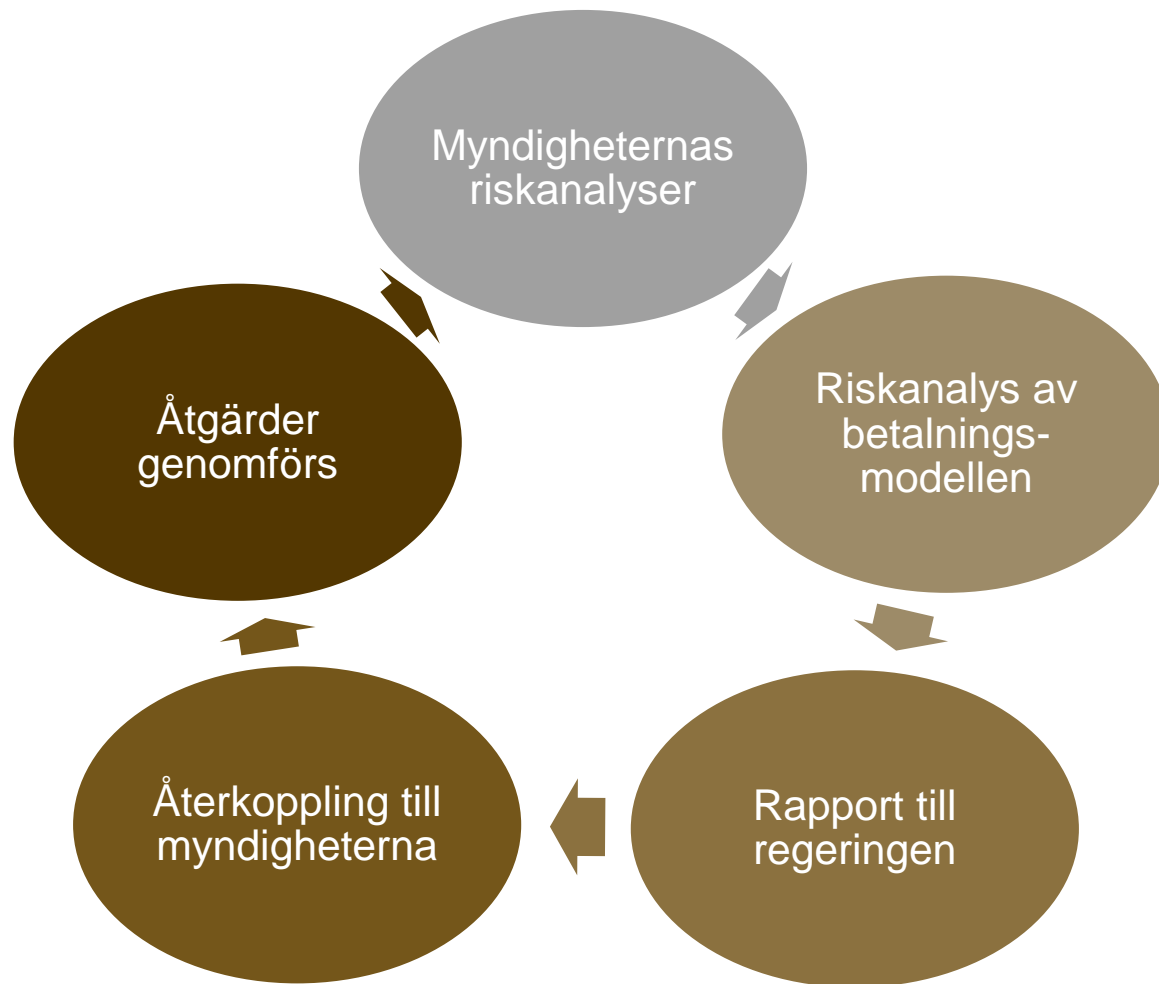 Myndigheternas
riskanalyser
Riskanalys av
betalnings-
modellen
Rapport till
regeringen
Återkoppling till
myndigheterna
Åtgärder
genomförs